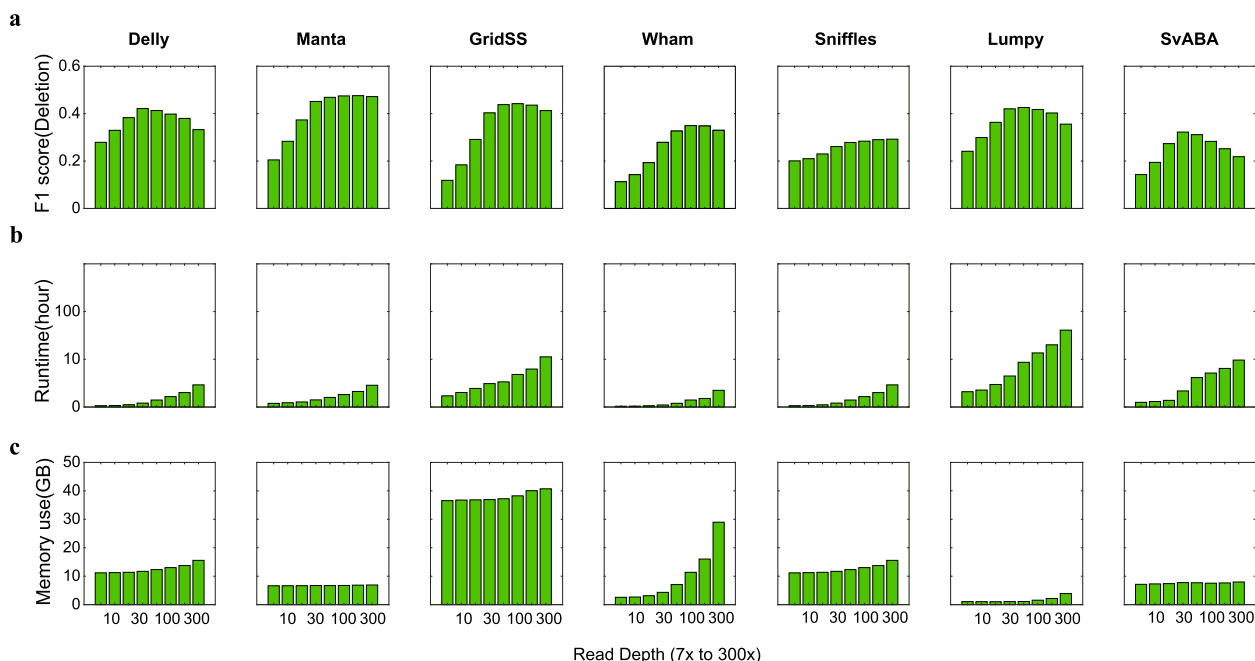 a
Delly Manta GridSS Wham Sniffles Lumpy SvABA
F1 score(Deletion)
0.6
0.4
0.2
0
b
Runtime(hour)
100
10
0
c
Memory use(GB)
50
40
30
20
10
0
10 30 100 300 10 30 100 300 10 30 100 300 10 30 100 300 10 30 100 300 10 30 100 300 10 30 100 300
Read Depth (7x to 300x)